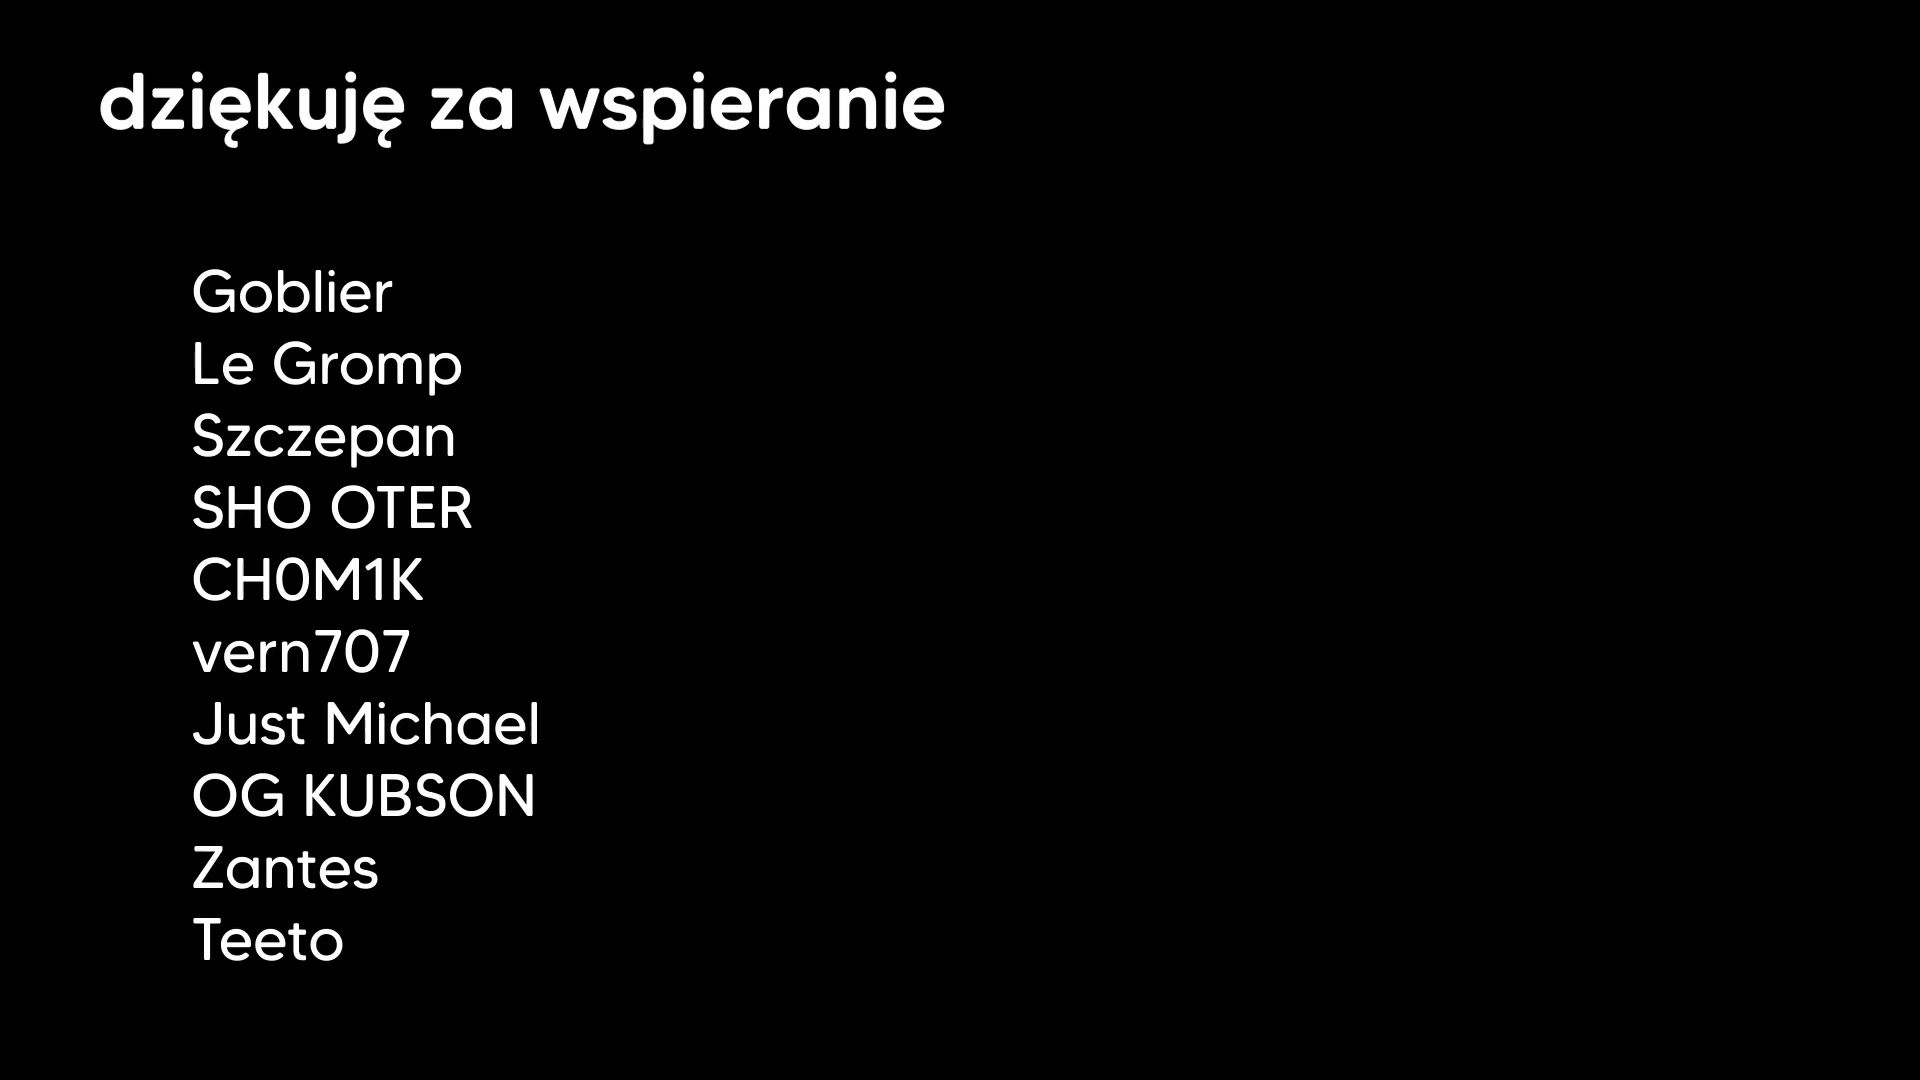 dziękuję za wspieranie
Goblier
Le Gromp
Szczepan
SHO OTER
CH0M1K
vern707
Just Michael
OG KUBSON
Zantes
Teeto